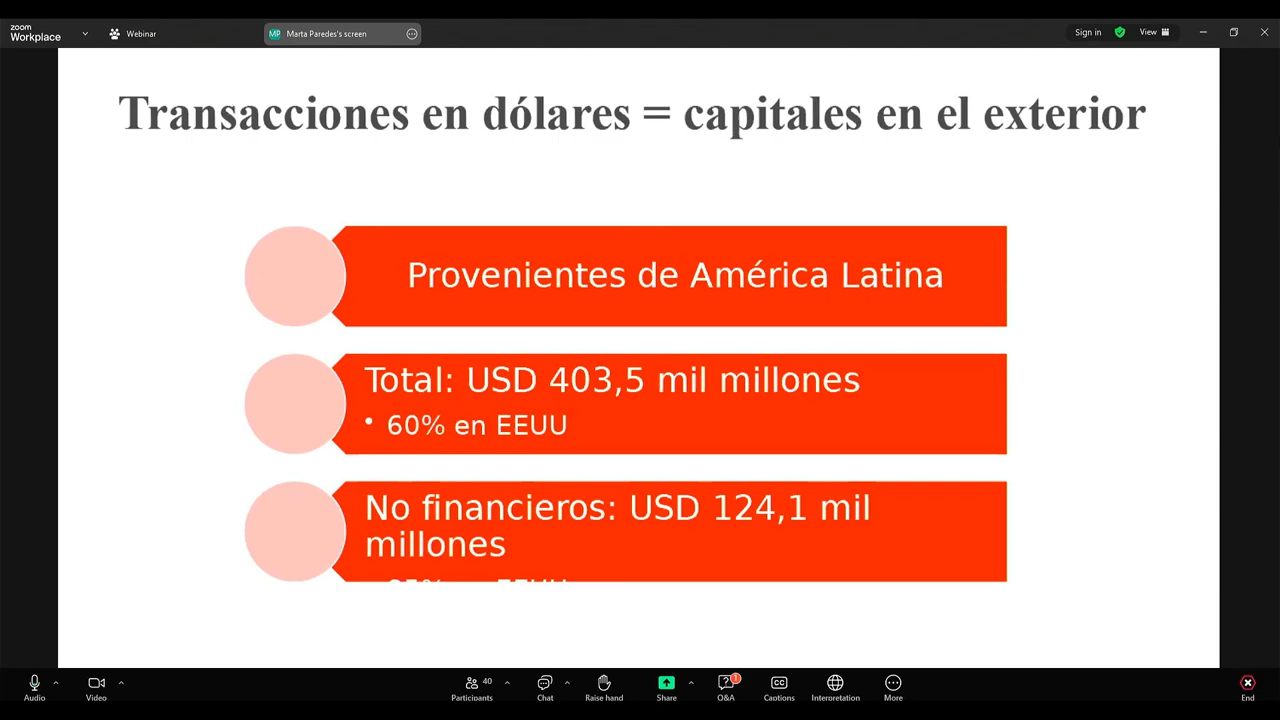 zoom
Workplace
Webinar
MP Marta Paredes's screen
Sign in
View
Transacciones en dólares = capitales en el exterior
Provenientes de América Latina
Total: USD 403,5 mil millones
• 60% en EEUU
No financieros: USD 124,1 mil
millones
Audio
Video
Participants 40
Chat
Raise hand
Share
Q&A 1
CC
Captions
Interpretation
More
End